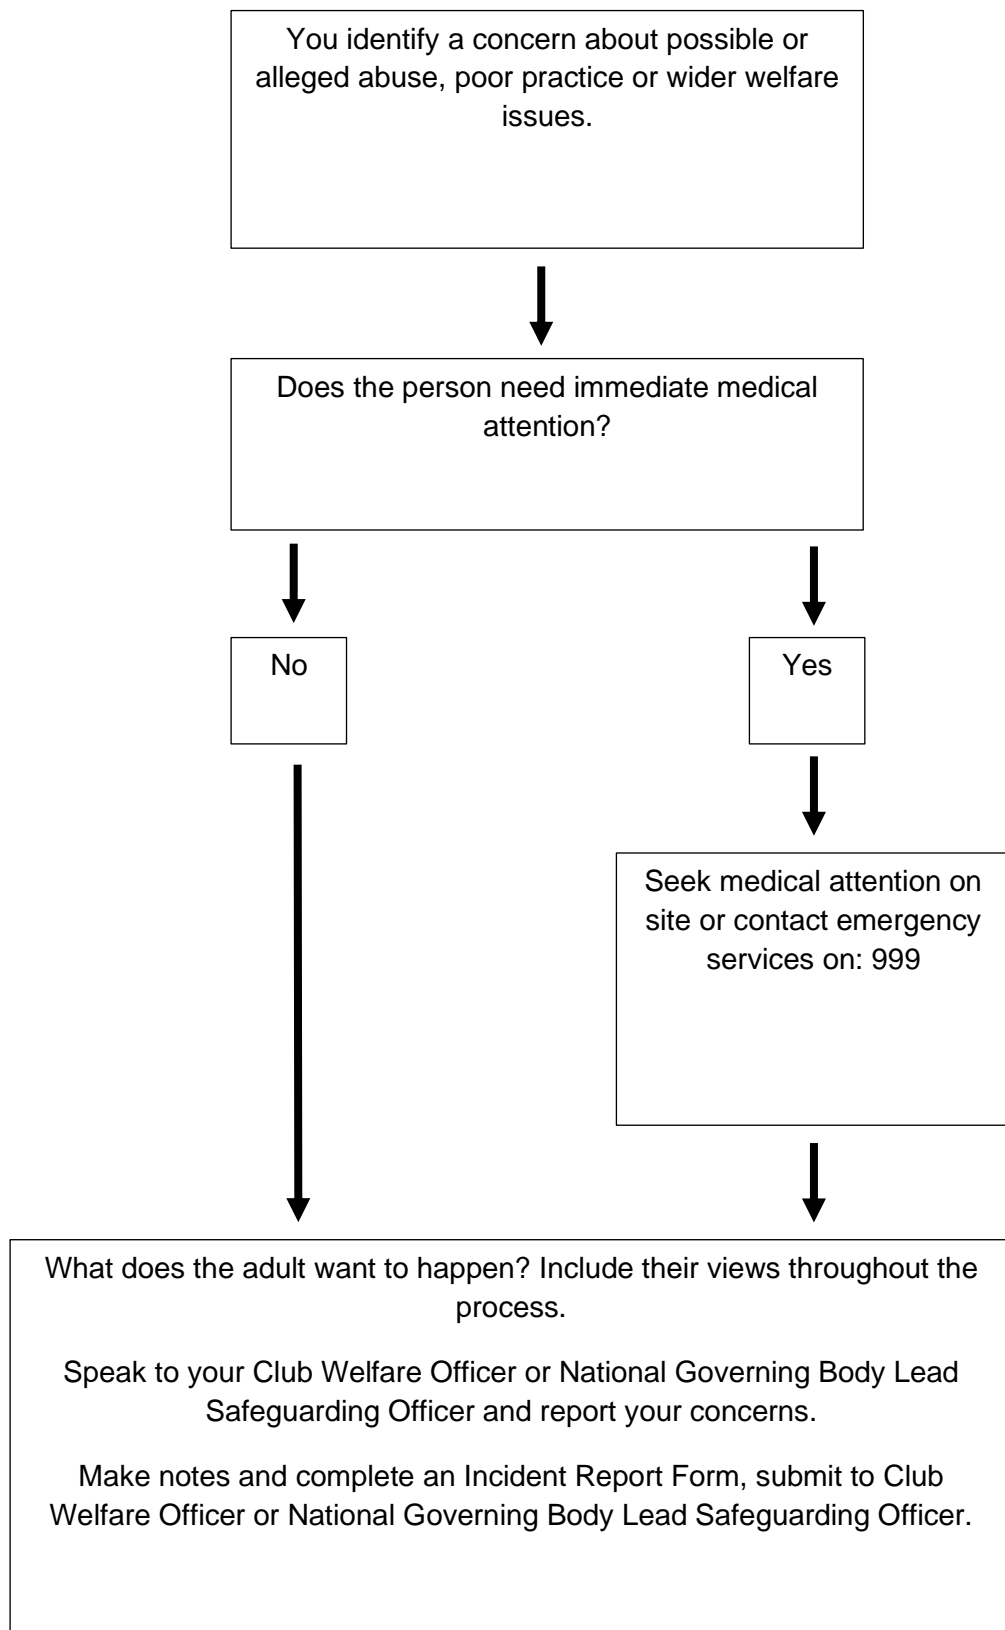 You identify a concern about possible or
alleged abuse, poor practice or wider welfare
issues.
Does the person need immediate medical
attention?
No
Yes
Seek medical attention on
site or contact emergency
services on: 999
What does the adult want to happen? Include their views throughout the
process.
Speak to your Club Welfare Officer or National Governing Body Lead
Safeguarding Officer and report your concerns.
Make notes and complete an Incident Report Form, submit to Club
Welfare Officer or National Governing Body Lead Safeguarding Officer.